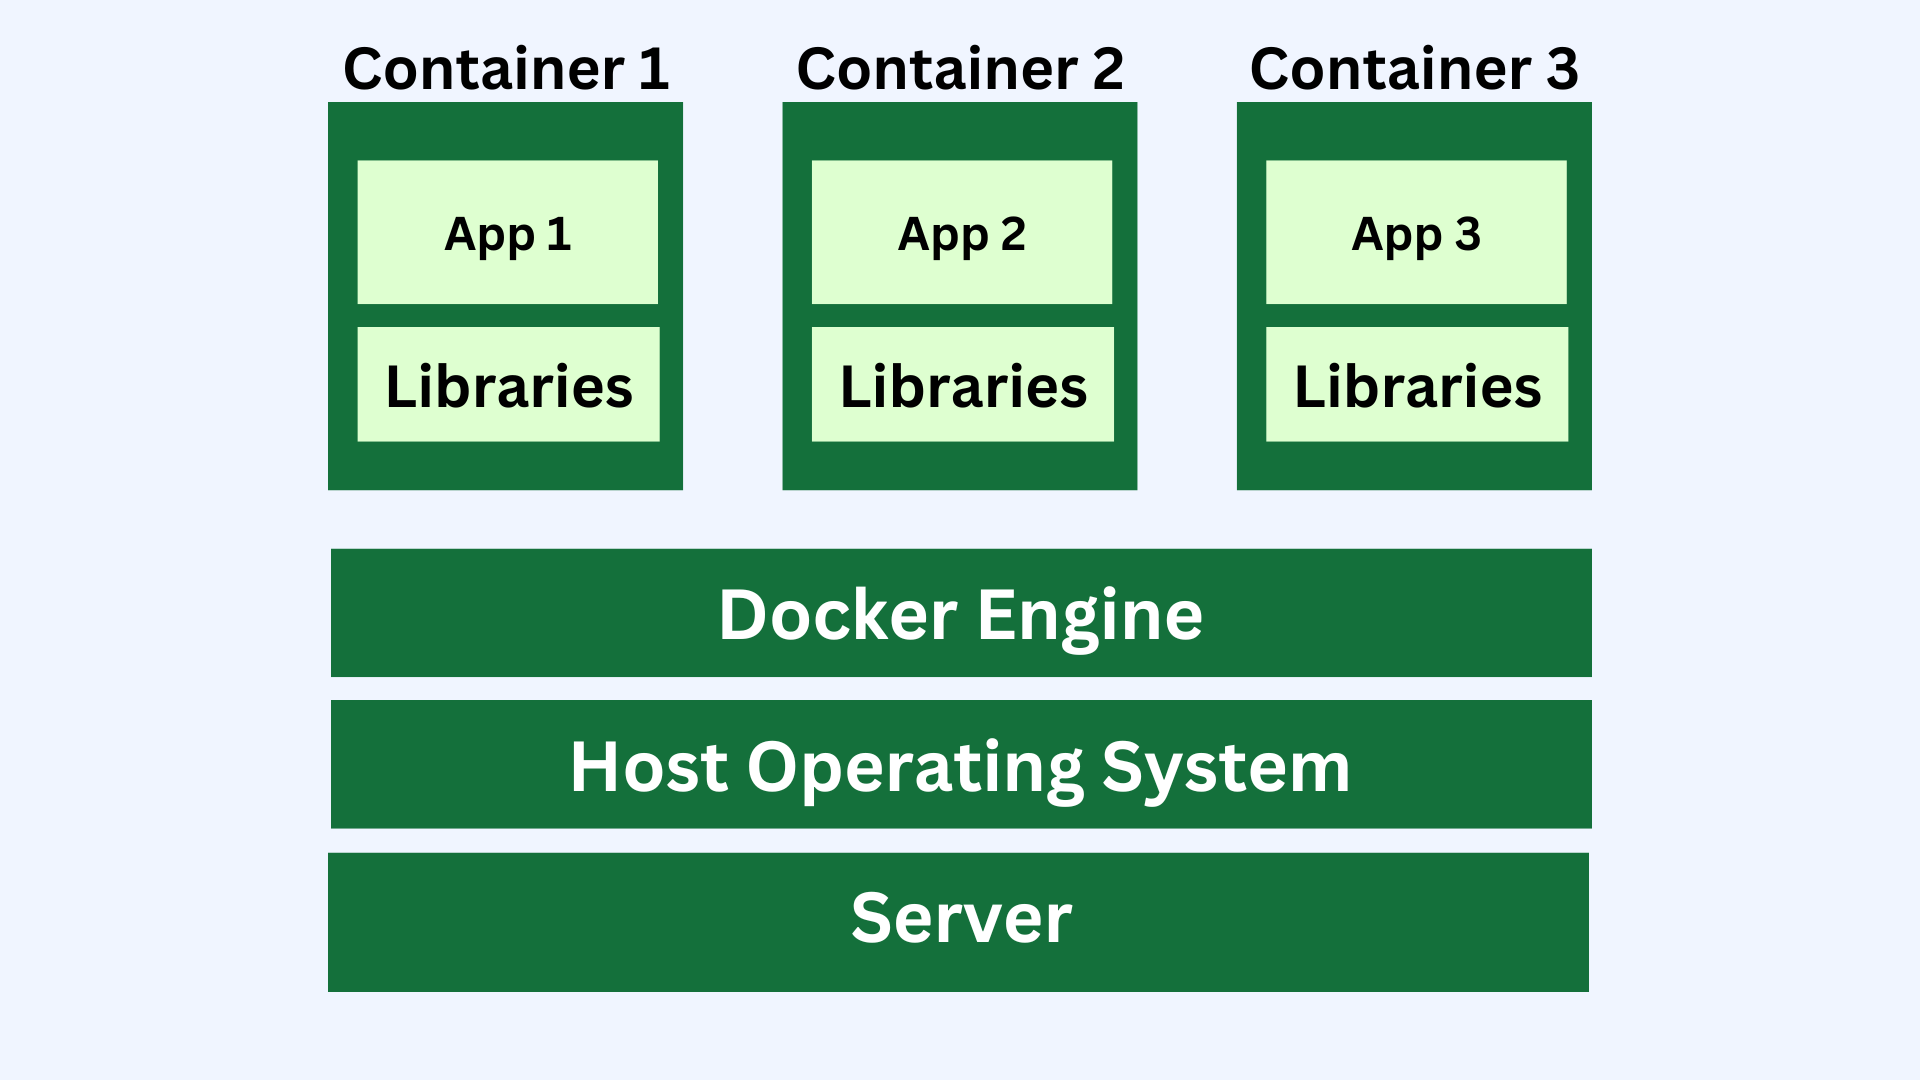 Container 1
Container 2
Container 3
App 1
App 2
App 3
Libraries
Libraries
Libraries
Docker Engine
Host Operating System
Server